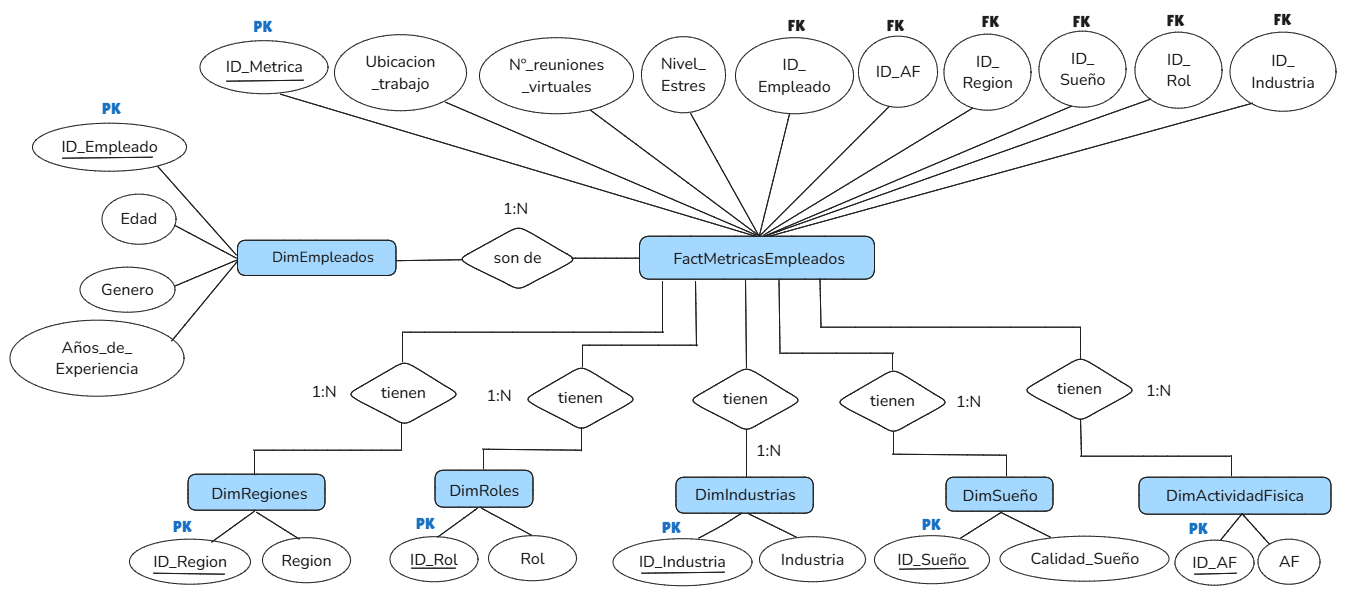 PK
FK
FK
FK
FK
FK
FK
ID_Metrica
Ubicacion
_trabajo
Nº_reuniones
_virtuales
Nivel_
Estres
ID_
Empleado
ID_AF
ID_
Region
ID_
Sueño
ID_
Rol
ID_
Industria
PK
ID_Empleado
Edad
Genero
Años_de_
Experiencia
DimEmpleados
1:N
son de
FactMetricasEmpleados
1:N
tienen
1:N
tienen
tienen
1:N
tienen
1:N
tienen
1:N
DimRegiones
DimRoles
DimIndustrias
DimSueño
DimActividadFisica
PK
ID_Region
Region
PK
ID_Rol
Rol
PK
ID_Industria
Industria
PK
ID_Sueño
Calidad_Sueño
PK
ID_AF
AF